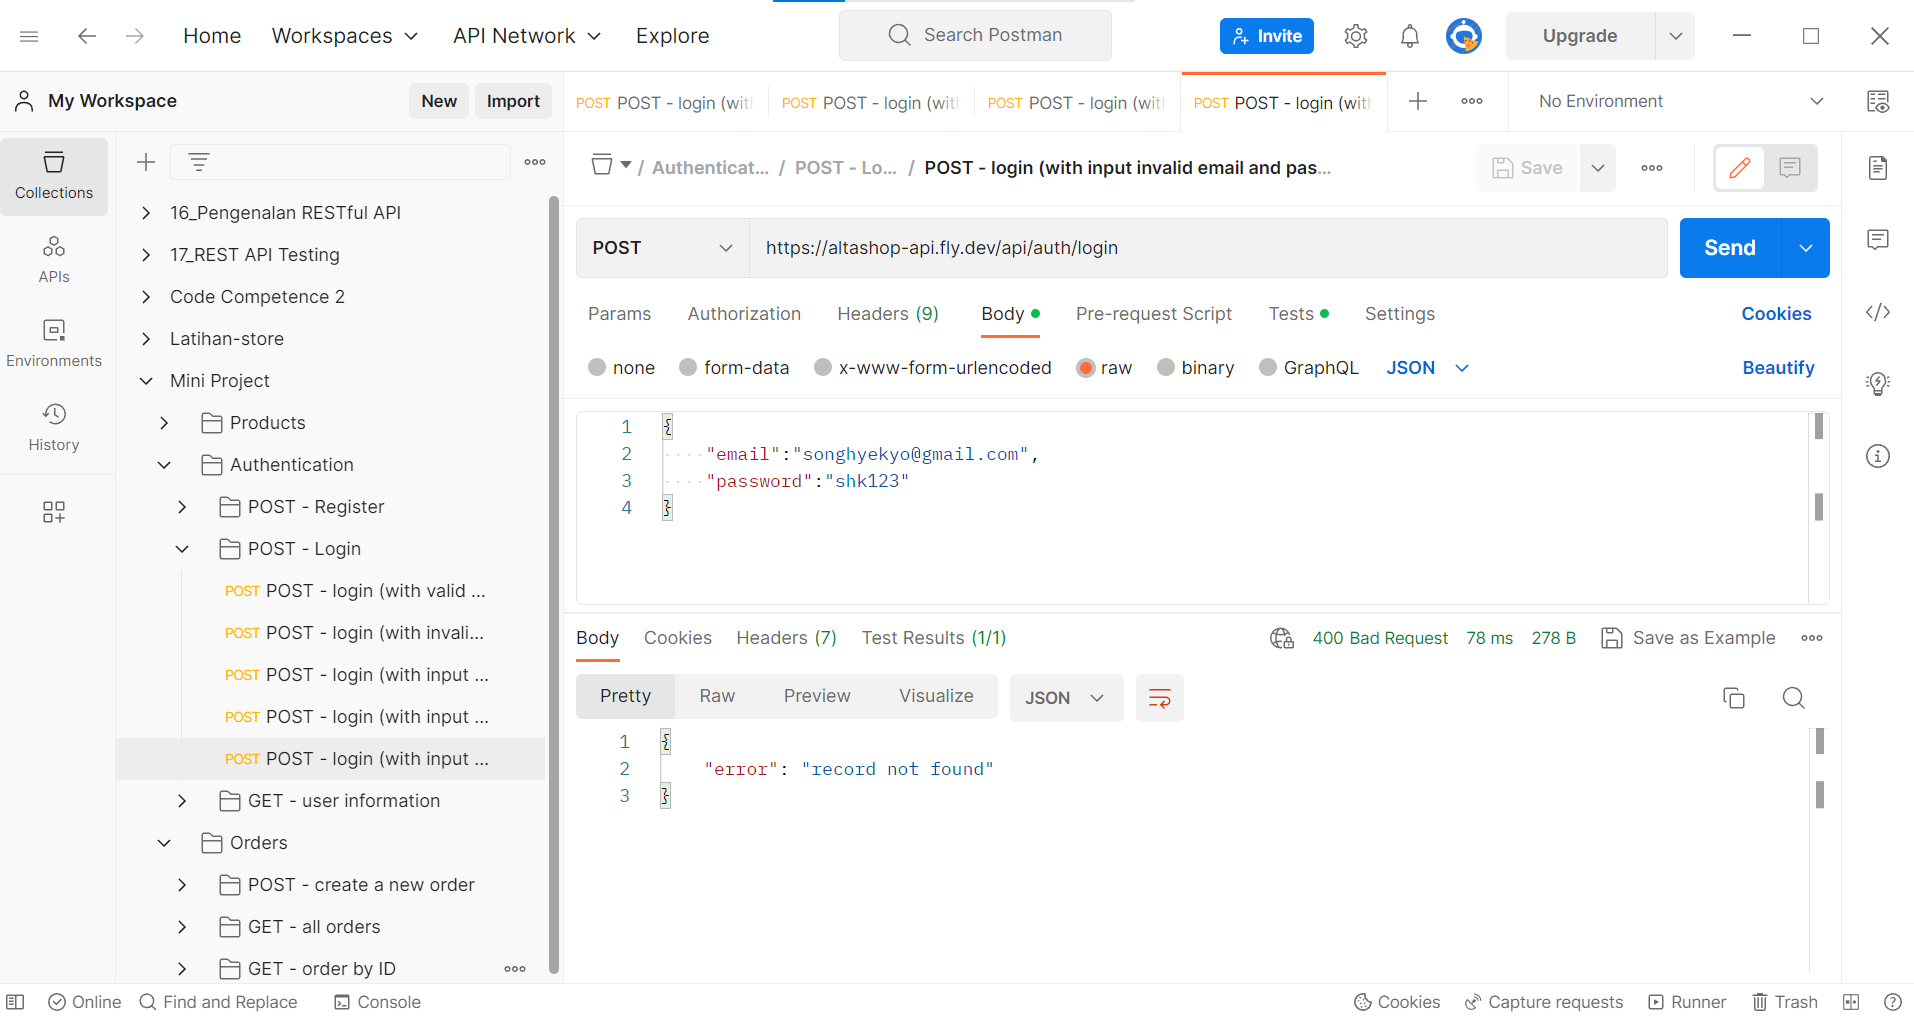 Home Workspaces API Network Explore Search Postman Invite Upgrade
My Workspace New Import
POST POST - login (wit POST POST - login (wit POST POST - login (wit POST POST - login (wit No Environment
Collections
APIs
Environments
History
16_Pengenalan RESTful API
17_REST API Testing
Code Competence 2
Latihan-store
Mini Project
Products
Authentication
POST - Register
POST - Login
POST POST - login (with valid ...
POST POST - login (with invali...
POST POST - login (with input ...
POST POST - login (with input ...
POST POST - login (with input ...
GET - user information
Orders
POST - create a new order
GET - all orders
GET - order by ID
/ Authenticat... / POST - Lo... / POST - login (with input invalid email and pas... Save
POST https://altashop-api.fly.dev/api/auth/login Send
Params Authorization Headers (9) Body Pre-request Script Tests Settings Cookies
none form-data x-www-form-urlencoded raw binary GraphQL JSON Beautify
1 {
2 "email":"songhyekyo@gmail.com",
3 "password":"shk123"
4 }
Body Cookies Headers (7) Test Results (1/1) 400 Bad Request 78 ms 278 B Save as Example
Pretty Raw Preview Visualize JSON
1 {
2 "error": "record not found"
3 }
Online Find and Replace Console Cookies Capture requests Runner Trash